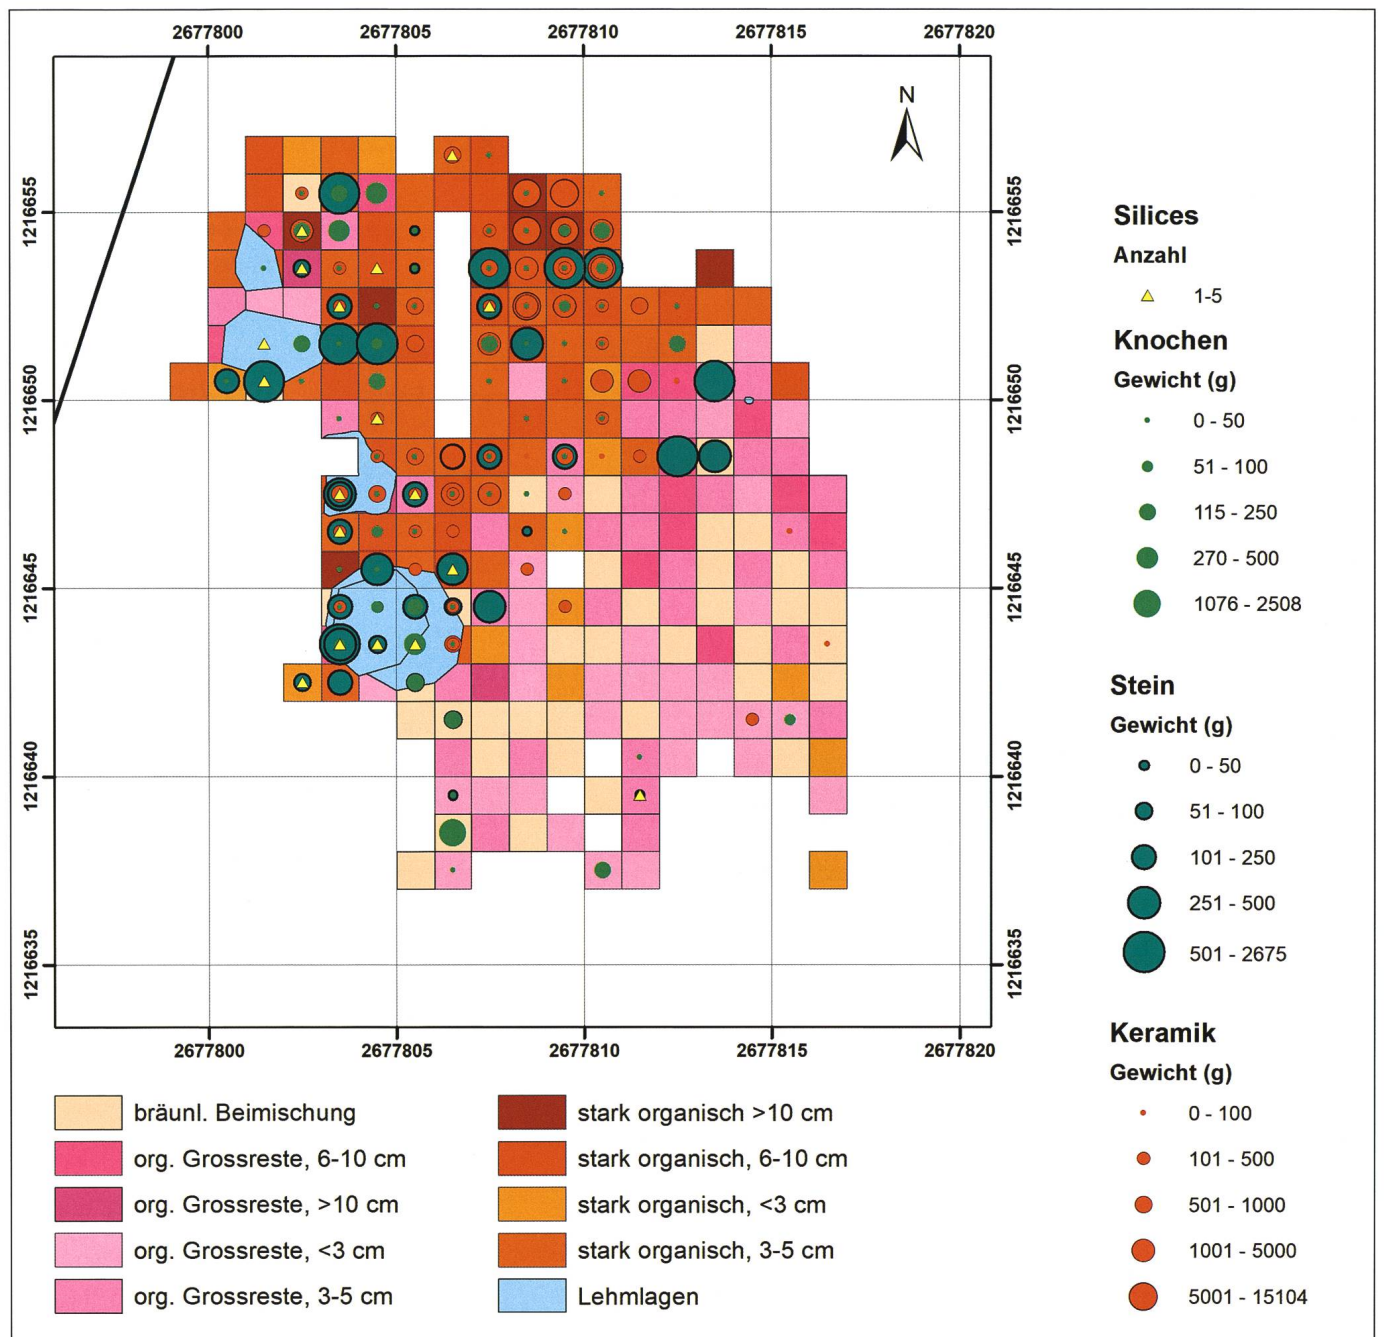 2677800 2677805 2677810 2677815 2677820
N
1216655
1216650
1216645
1216640
1216635
1216655
1216650
1216645
1216640
1216635
2677800 2677805 2677810 2677815 2677820
Silices
Anzahl
1-5
Knochen
Gewicht (g)
0 - 50
51 - 100
115 - 250
270 - 500
1076 - 2508
Stein
Gewicht (g)
0 - 50
51 - 100
101 - 250
251 - 500
501 - 2675
Keramik
Gewicht (g)
0 - 100
101 - 500
501 - 1000
1001 - 5000
5001 - 15104
bräunl. Beimischung
org. Grossreste, 6-10 cm
org. Grossreste, >10 cm
org. Grossreste, <3 cm
org. Grossreste, 3-5 cm
stark organisch >10 cm
stark organisch, 6-10 cm
stark organisch, <3 cm
stark organisch, 3-5 cm
Lehmlagen